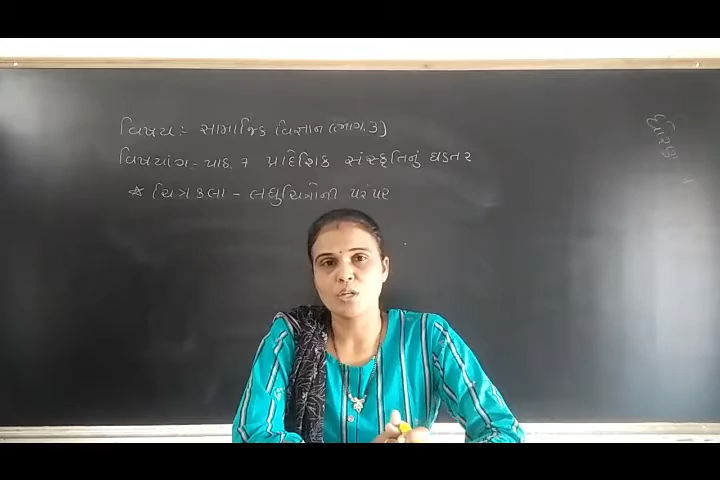 વિષય:- સામાજિક વિજ્ઞાન (ભાગ.3)
વિષયાંગ:- પાઠ. 7 પ્રાદેશિક સંસ્કૃતિનું ઘડતર
* ચિત્રકલા - લઘુચિત્રોની પરંપરા